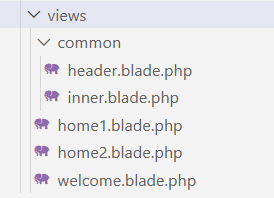 views
common
header.blade.php
inner.blade.php
home1.blade.php
home2.blade.php
welcome.blade.php